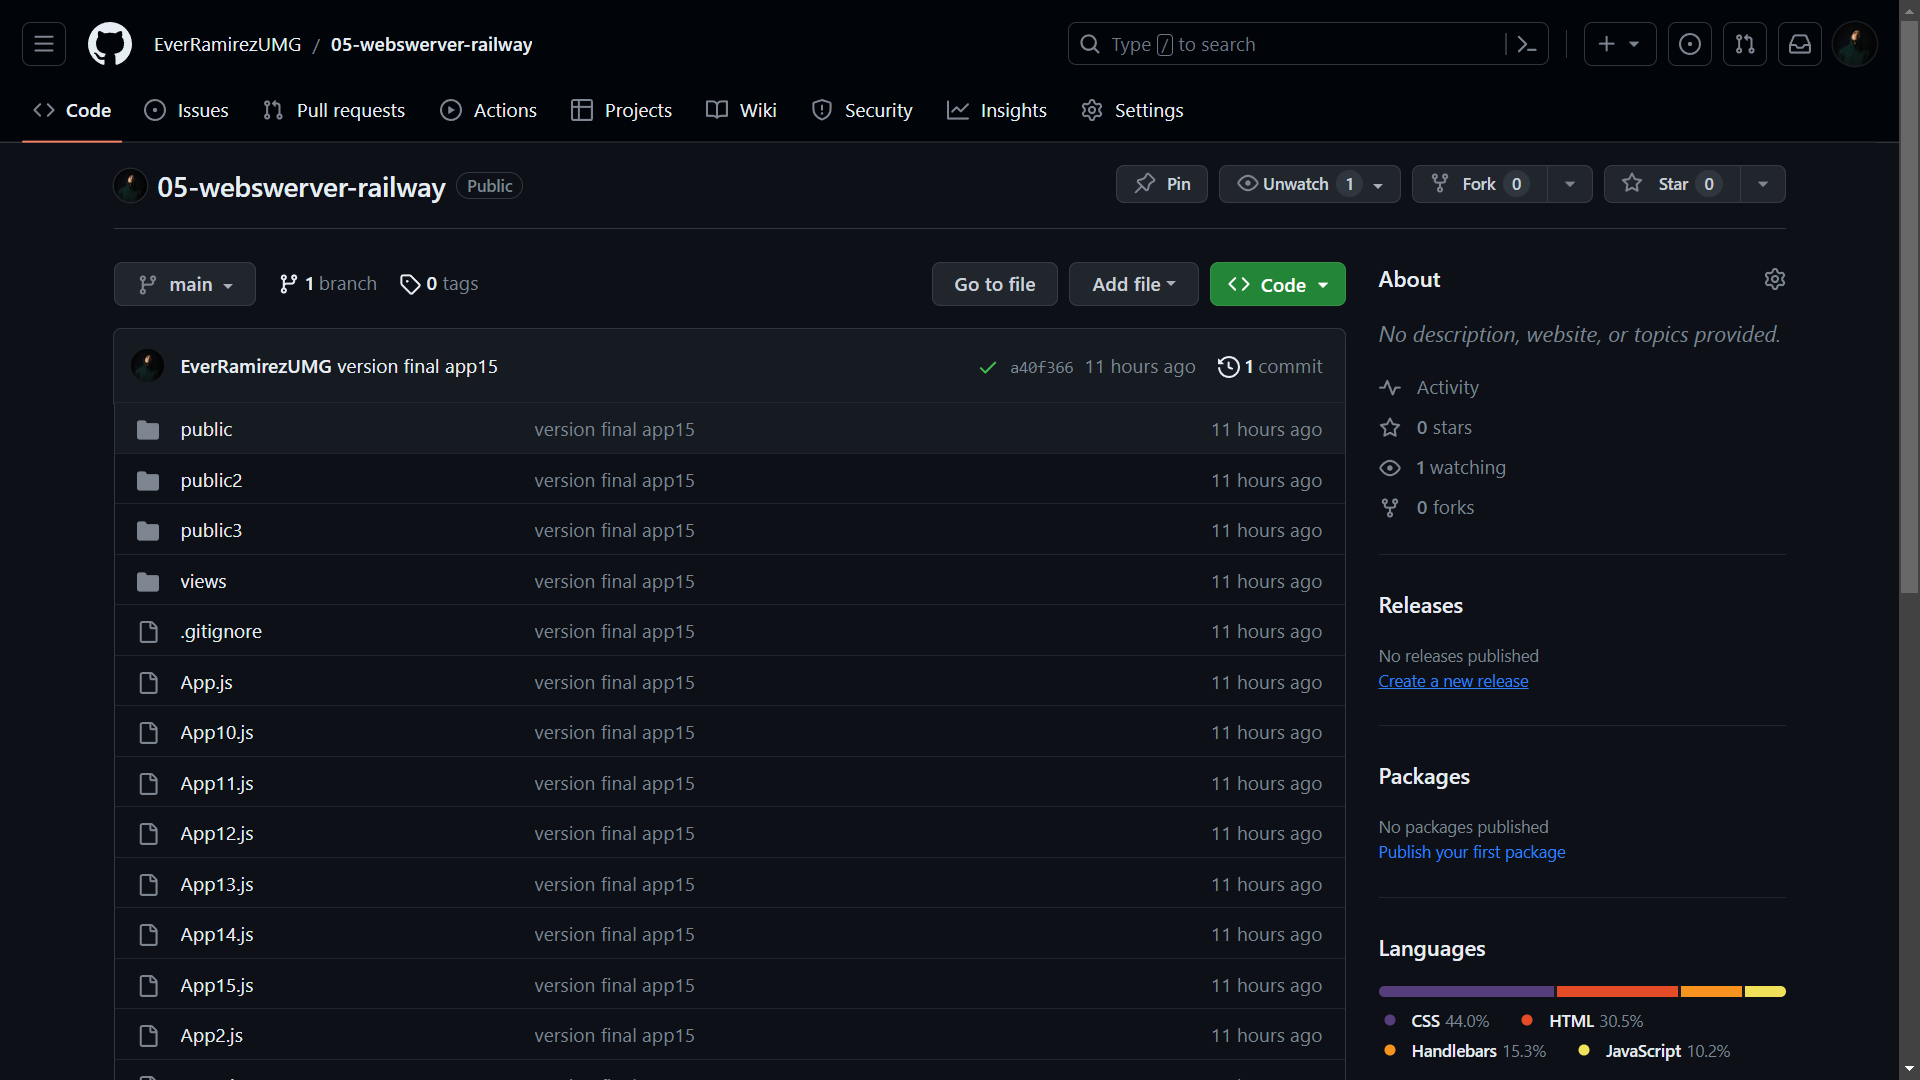 EverRamirezUMG / 05-webswerver-railway
Type / to search
Code Issues Pull requests Actions Projects Wiki Security Insights Settings
05-webswerver-railway Public
Pin Unwatch 1 Fork 0 Star 0
main 1 branch 0 tags Go to file Add file Code
EverRamirezUMG version final app15 a40f366 11 hours ago 1 commit
public version final app15 11 hours ago
public2 version final app15 11 hours ago
public3 version final app15 11 hours ago
views version final app15 11 hours ago
.gitignore version final app15 11 hours ago
App.js version final app15 11 hours ago
App10.js version final app15 11 hours ago
App11.js version final app15 11 hours ago
App12.js version final app15 11 hours ago
App13.js version final app15 11 hours ago
App14.js version final app15 11 hours ago
App15.js version final app15 11 hours ago
App2.js version final app15 11 hours ago
About
No description, website, or topics provided.
Activity
0 stars
1 watching
0 forks
Releases
No releases published
Create a new release
Packages
No packages published
Publish your first package
Languages
CSS 44.0% HTML 30.5%
Handlebars 15.3% JavaScript 10.2%